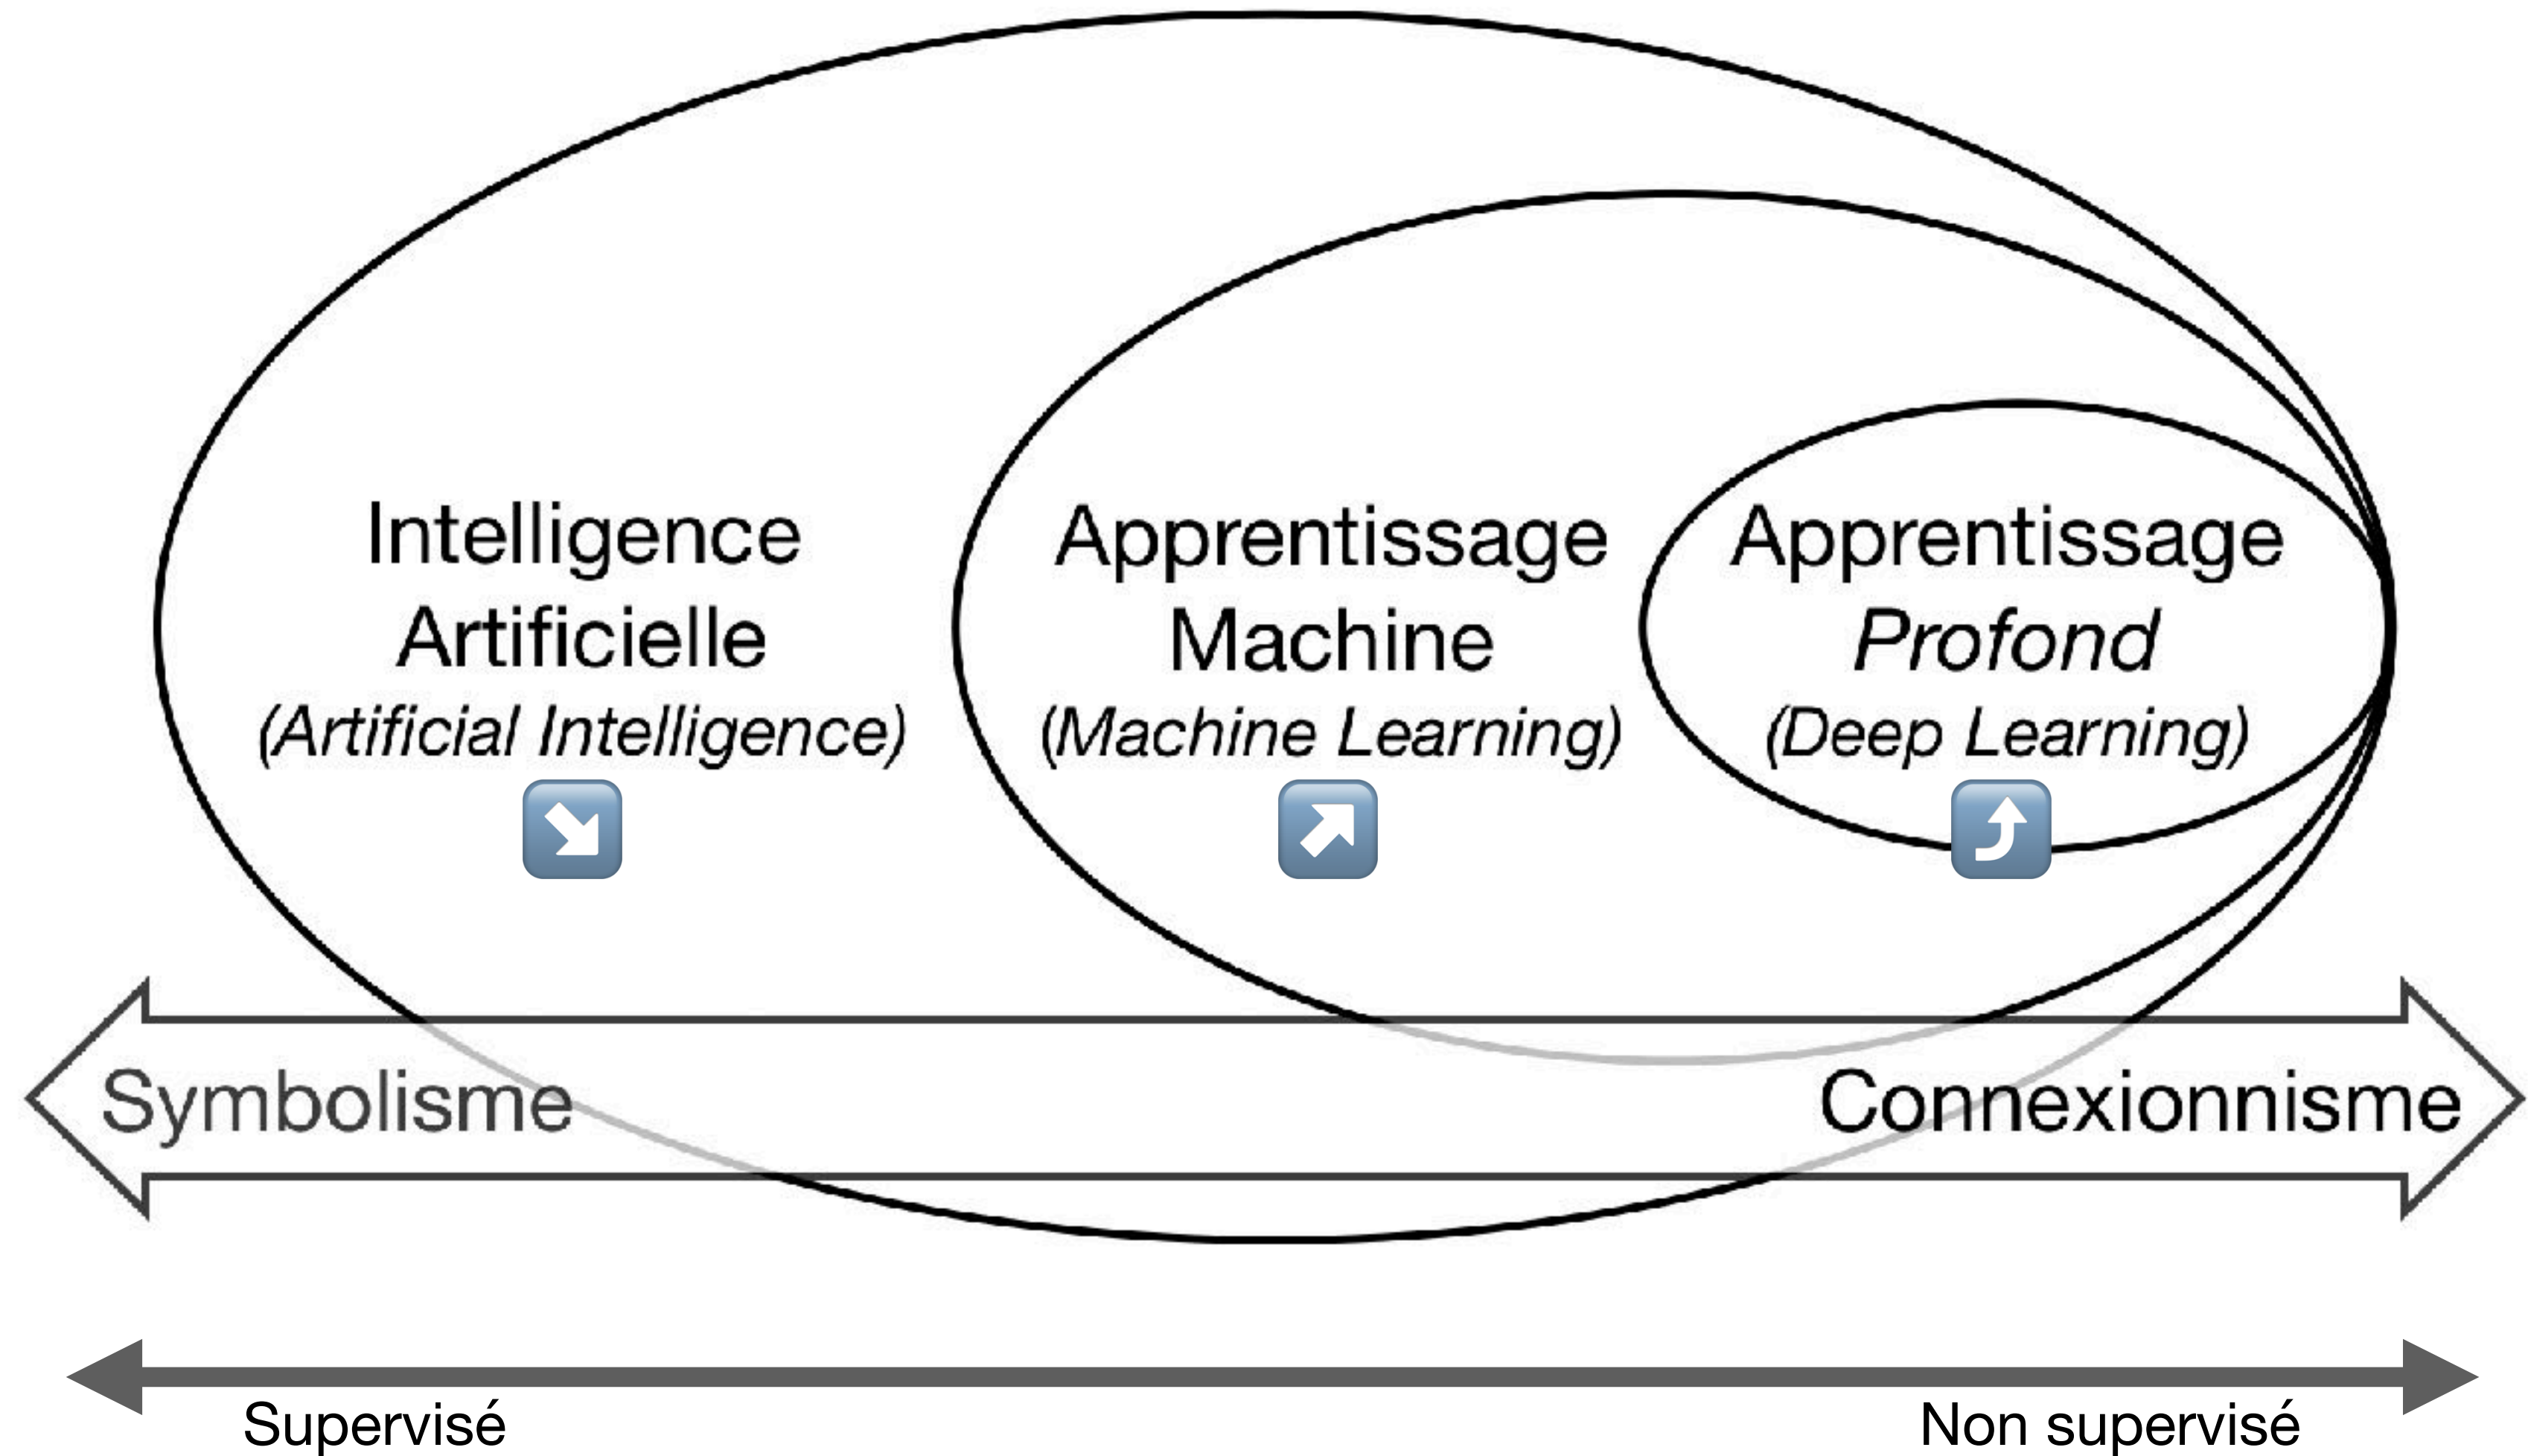 Intelligence
Artificielle
(Artificial Intelligence)
Apprentissage
Machine
(Machine Learning)
Apprentissage
Profond
(Deep Learning)
Symbolisme
Connexionnisme
Supervisé
Non supervisé